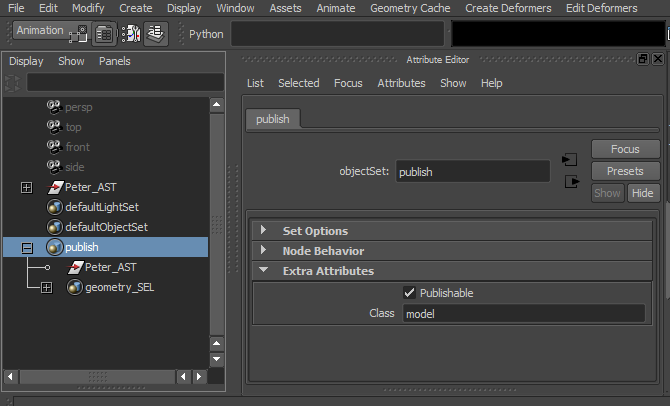 File Edit Modify Create Display Window Assets Animate Geometry Cache Create Deformers Edit Deformers
Animation Python
Display Show Panels
persp
top
front
side
Peter_AST
defaultLightSet
defaultObjectSet
publish
Peter_AST
geometry_SEL
Attribute Editor
List Selected Focus Attributes Show Help
publish
objectSet: publish
Focus
Presets
Show Hide
Set Options
Node Behavior
Extra Attributes
Publishable
Class model